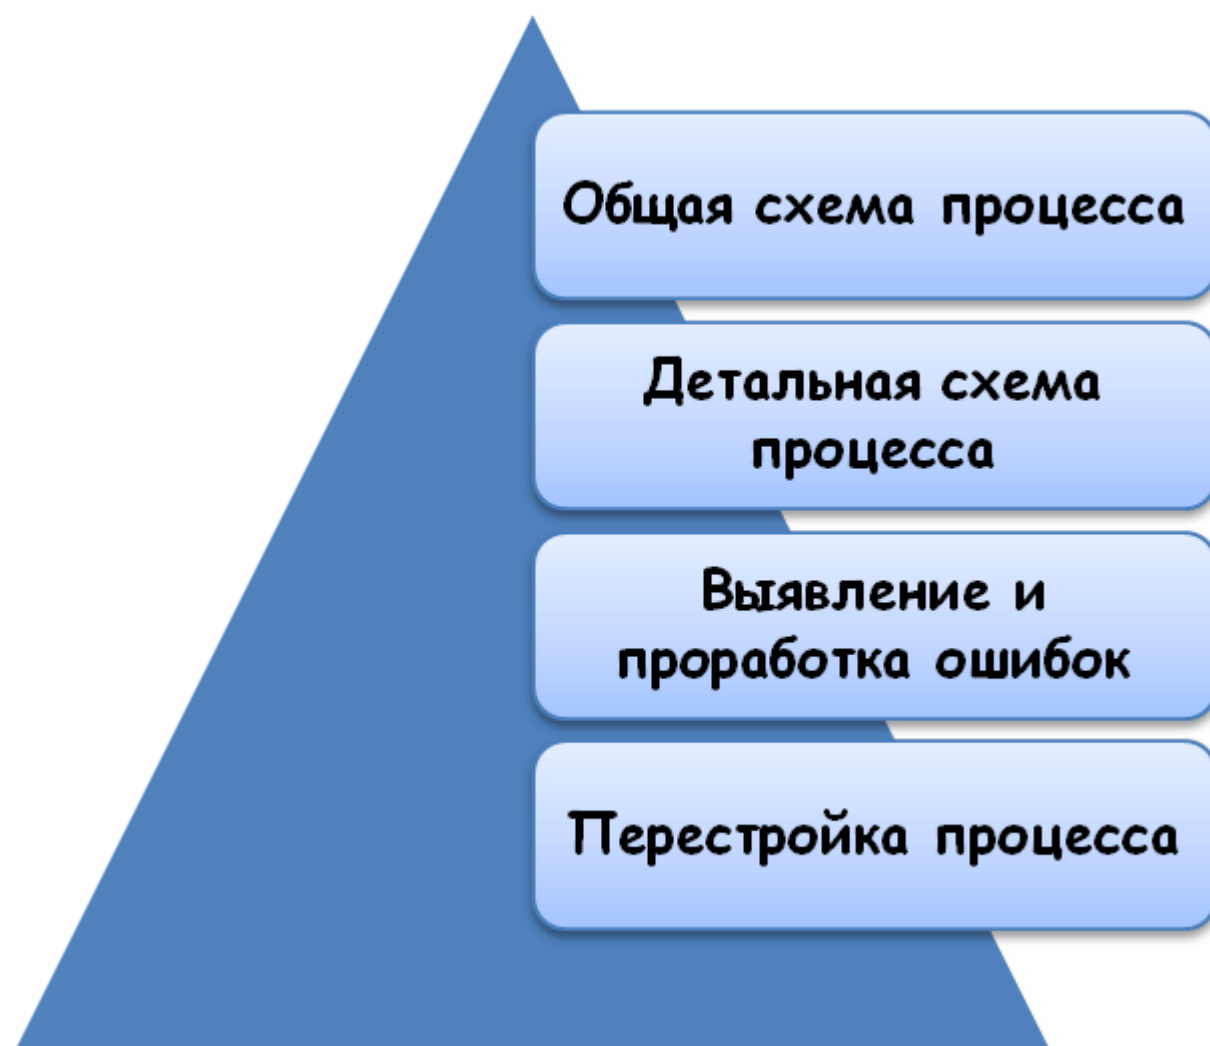 Общая схема процесса
Детальная схема
процесса
Выявление и
проработка ошибок
Перестройка процесса